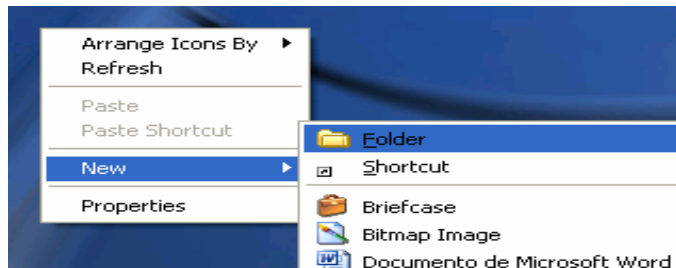 Arrange Icons By
Refresh
Paste
Paste Shortcut
New
Properties
Folder
Shortcut
Briefcase
Bitmap Image
Documento de Microsoft Word